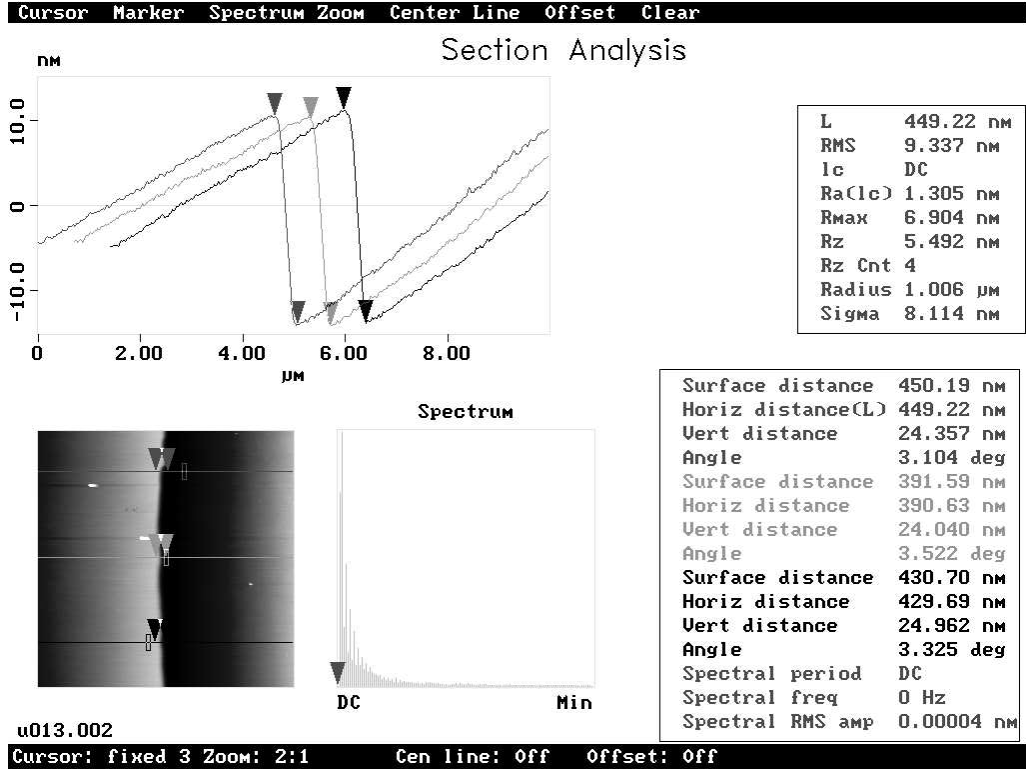 Cursor Marker Spectrum Zoom Center Line Offset Clear
Section Analysis
nM
10.0
0
-10.0
0 2.00 4.00 6.00 8.00
µM
L 449.22 nM
RMS 9.337 nM
lc DC
Ra(lc) 1.305 nM
Rmax 6.904 nM
Rz 5.492 nM
Rz Cnt 4
Radius 1.006 µM
Sigma 8.114 nM
Surface distance 450.19 nM
Horiz distance(L) 449.22 nM
Vert distance 24.357 nM
Angle 3.104 deg
Surface distance 391.59 nM
Horiz distance 390.63 nM
Vert distance 24.040 nM
Angle 3.522 deg
Surface distance 430.70 nM
Horiz distance 429.69 nM
Vert distance 24.962 nM
Angle 3.325 deg
Spectral period DC
Spectral freq 0 Hz
Spectral RMS amp 0.00004 nM
Spectrum
DC Min
u013.002
Cursor: fixed 3 Zoom: 2:1 Cen line: Off Offset: Off